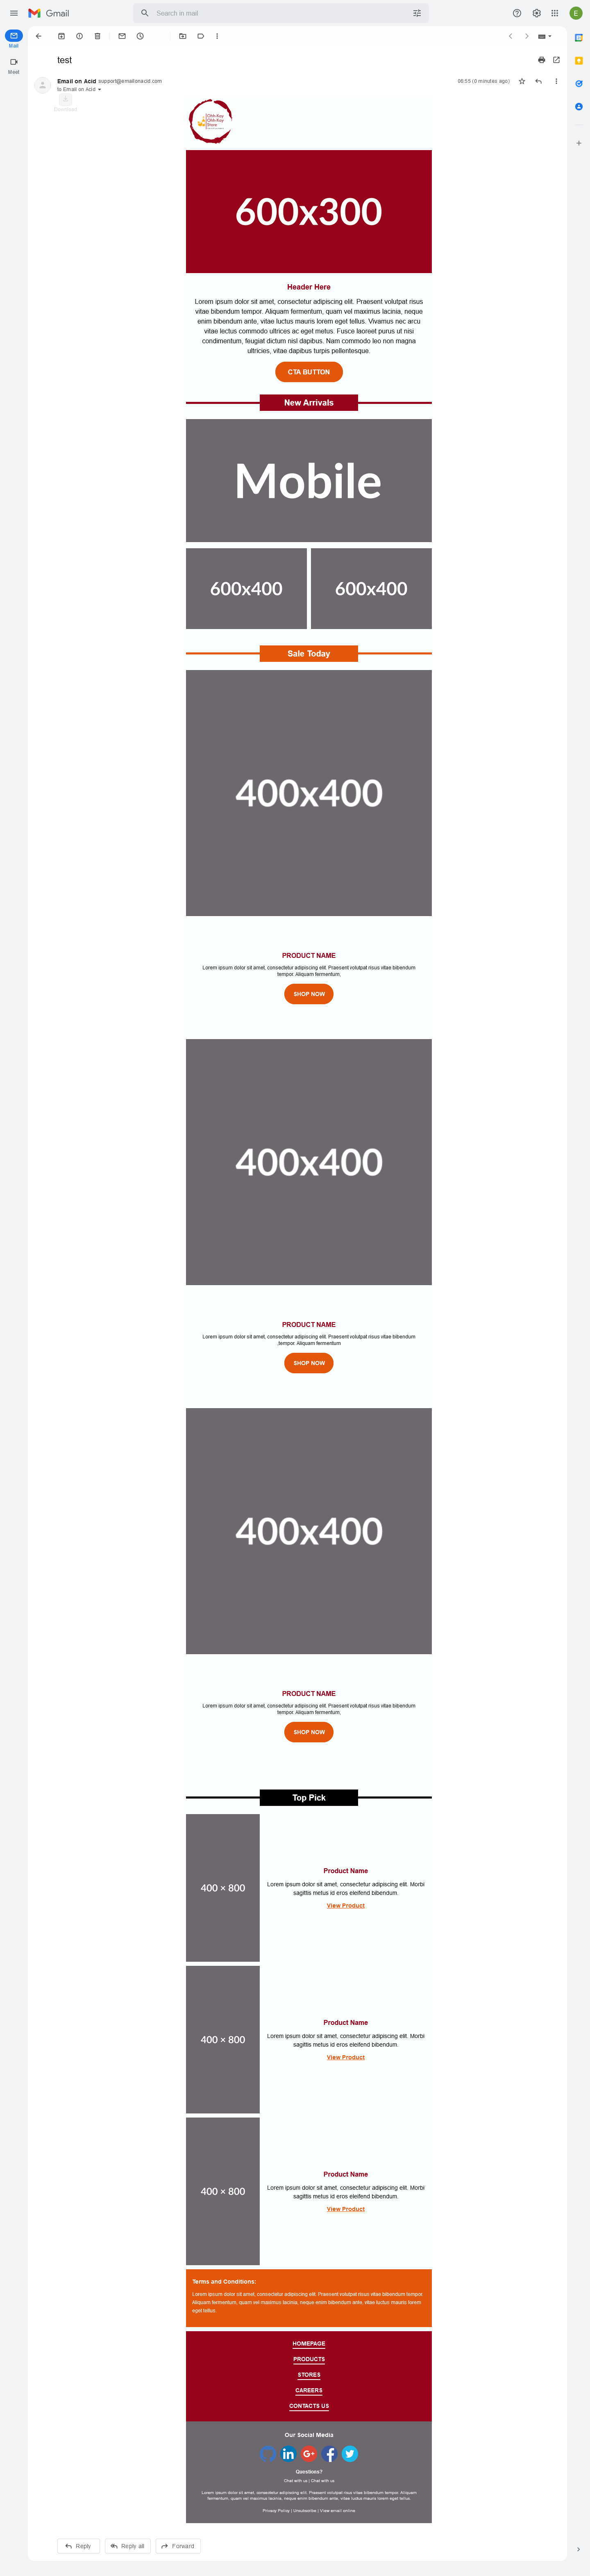 Gmail
Search in mail
E
Mail
Meet
test
Email on Acid support@emailonacid.com
06:55 (0 minutes ago)
to Email on Acid
Download
Ohh-Kay
Ohh-Kay
Store
600x300
Header Here
Lorem ipsum dolor sit amet, consectetur adipiscing elit. Praesent volutpat risus
vitae bibendum tempor. Aliquam fermentum, quam vel maximus lacinia, neque
enim bibendum ante, vitae luctus mauris lorem eget tellus. Vivamus nec arcu
vitae lectus commodo ultrices ac eget metus. Fusce laoreet purus ut nisi
condimentum, feugiat dictum nisl dapibus. Nam commodo leo non magna
ultricies, vitae dapibus turpis pellentesque.
CTA BUTTON
New Arrivals
Mobile
600x400 600x400
Sale Today
400x400
PRODUCT NAME
Lorem ipsum dolor sit amet, consectetur adipiscing elit. Praesent volutpat risus vitae bibendum
tempor. Aliquam fermentum,
SHOP NOW
400x400
PRODUCT NAME
Lorem ipsum dolor sit amet, consectetur adipiscing elit. Praesent volutpat risus vitae bibendum
,tempor. Aliquam fermentum
SHOP NOW
400x400
PRODUCT NAME
Lorem ipsum dolor sit amet, consectetur adipiscing elit. Praesent volutpat risus vitae bibendum
tempor. Aliquam fermentum,
SHOP NOW
Top Pick
400 × 800
Product Name
Lorem ipsum dolor sit amet, consectetur adipiscing elit. Morbi
sagittis metus id eros eleifend bibendum.
View Product
400 × 800
Product Name
Lorem ipsum dolor sit amet, consectetur adipiscing elit. Morbi
sagittis metus id eros eleifend bibendum.
View Product
400 × 800
Product Name
Lorem ipsum dolor sit amet, consectetur adipiscing elit. Morbi
sagittis metus id eros eleifend bibendum.
View Product
Terms and Conditions:
Lorem ipsum dolor sit amet, consectetur adipiscing elit. Praesent volutpat risus vitae bibendum tempor.
Aliquam fermentum, quam vel maximus lacinia, neque enim bibendum ante, vitae luctus mauris lorem
eget tellus.
HOMEPAGE
PRODUCTS
STORES
CAREERS
CONTACTS US
Our Social Media
in G+ f
Questions?
Chat with us | Chat with us
Lorem ipsum dolor sit amet, consectetur adipiscing elit. Praesent volutpat risus vitae bibendum tempor. Aliquam
fermentum, quam vel maximus lacinia, neque enim bibendum ante, vitae luctus mauris lorem eget tellus.
Privacy Policy | Unsubscribe | View email online
Reply
Reply all
Forward